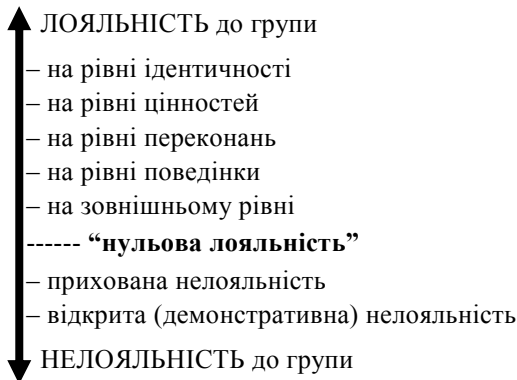 ЛОЯЛЬНІСТЬ до групи
– на рівні ідентичності
– на рівні цінностей
– на рівні переконань
– на рівні поведінки
– на зовнішньому рівні
------ “нульова лояльність”
– прихована нелояльність
– відкрита (демонстративна) нелояльність
НЕЛОЯЛЬНІСТЬ до групи